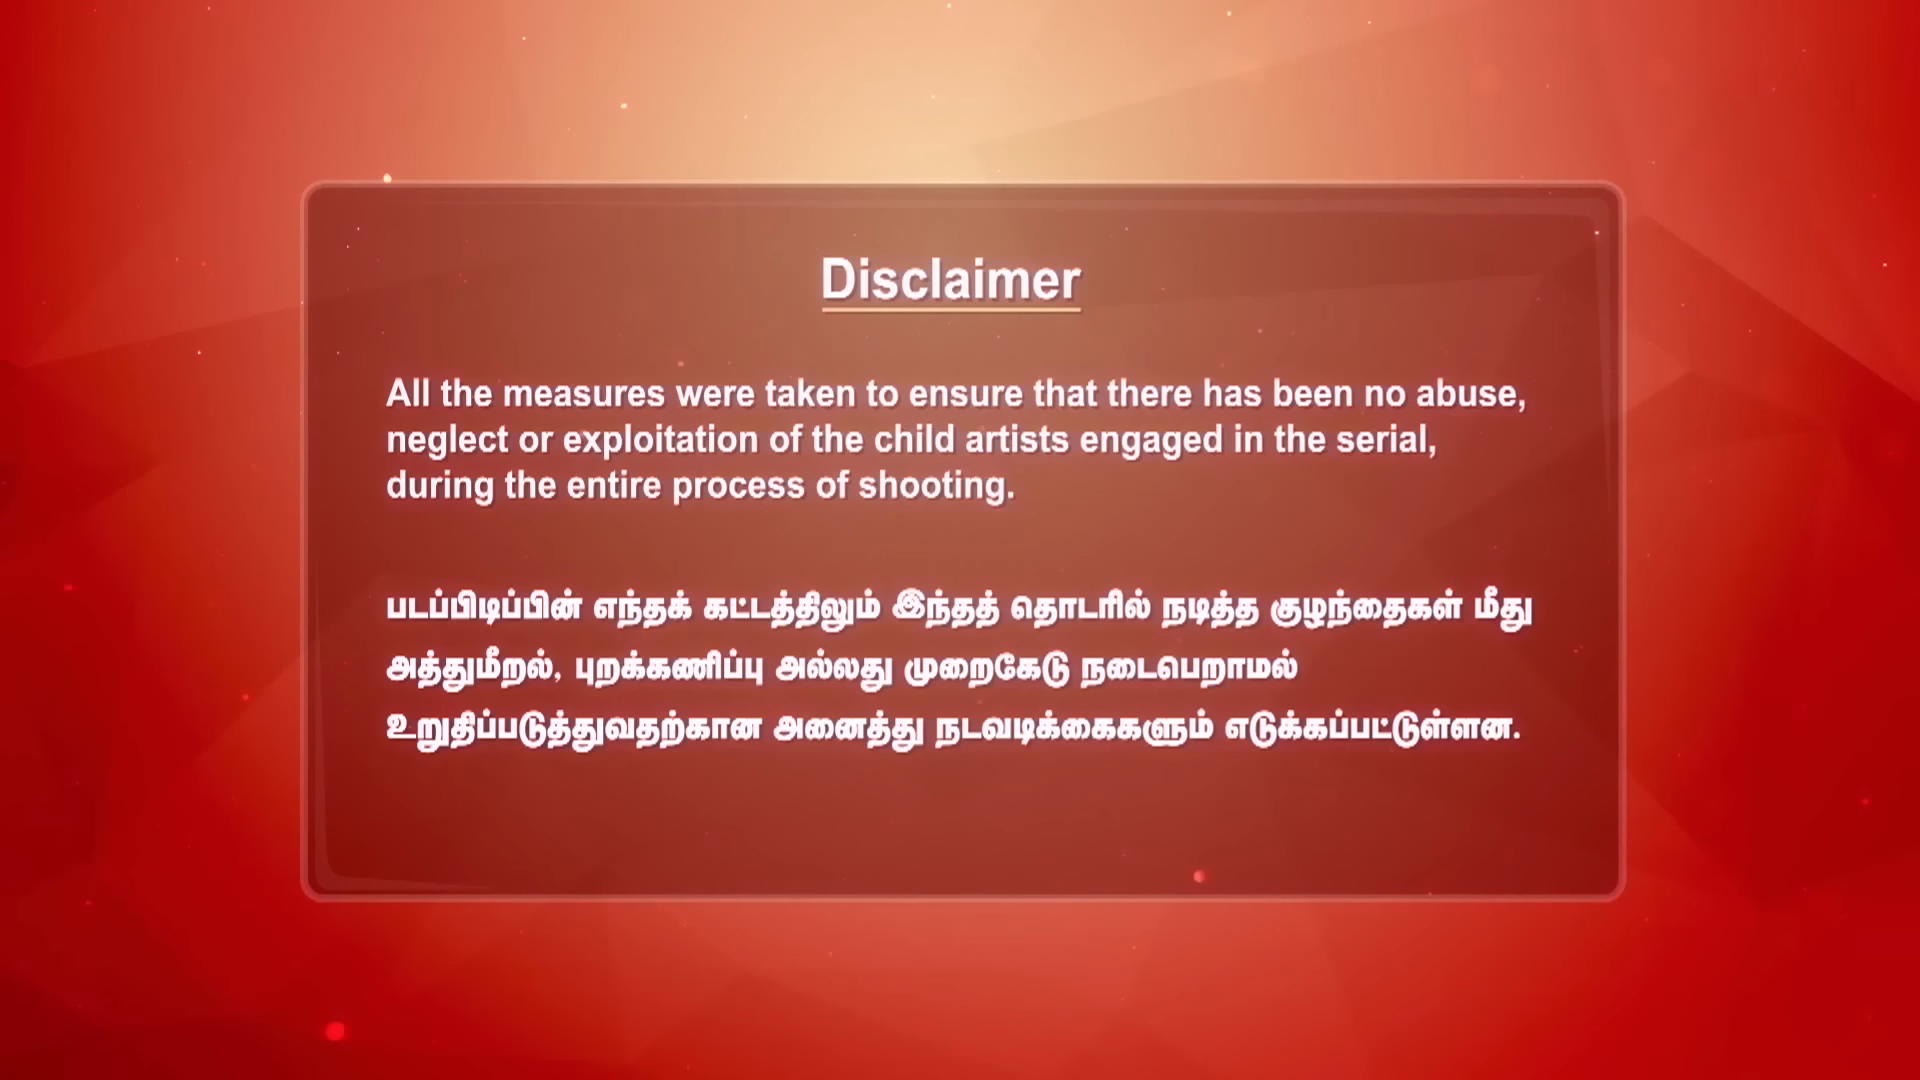 Disclaimer
All the measures were taken to ensure that there has been no abuse,
neglect or exploitation of the child artists engaged in the serial,
during the entire process of shooting.
படப்பிடிப்பின் எந்தக் கட்டத்திலும் இந்தத் தொடரில் நடித்த குழந்தைகள் மீது
அத்துமீறல், புறக்கணிப்பு அல்லது முறைகேடு நடைபெறாமல்
உறுதிப்படுத்துவதற்கான அனைத்து நடவடிக்கைகளும் எடுக்கப்பட்டுள்ளன.